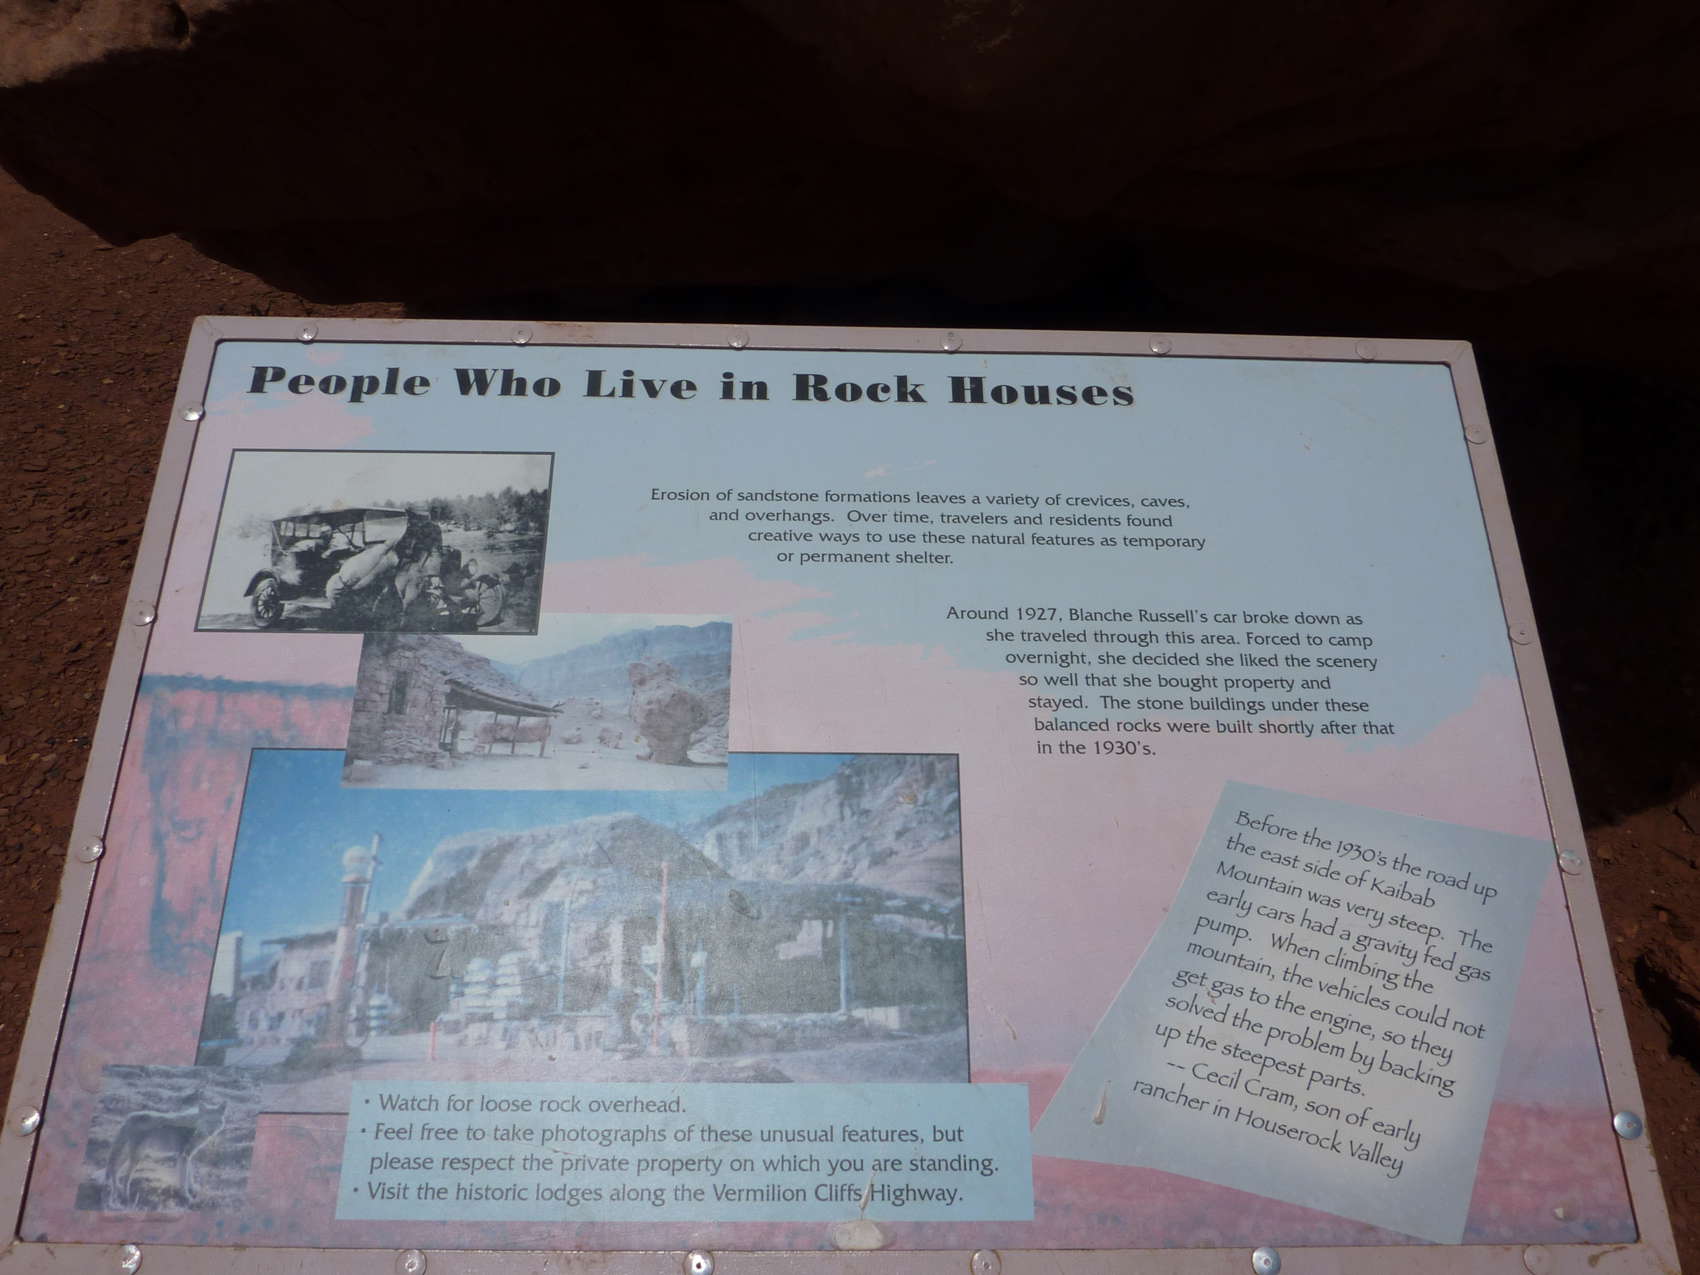 People Who Live in Rock Houses
Erosion of sandstone formations leaves a variety of crevices, caves,
and overhangs. Over time, travelers and residents found
creative ways to use these natural features as temporary
or permanent shelter.
Around 1927, Blanche Russell's car broke down as
she traveled through this area. Forced to camp
overnight, she decided she liked the scenery
so well that she bought property and
stayed. The stone buildings under these
balanced rocks were built shortly after that
in the 1930's.
Before the 1930's the road up
the east side of Kaibab
Mountain was very steep. The
early cars had a gravity fed gas
pump. When climbing the
mountain, the vehicles could not
get gas to the engine, so they
solved the problem by backing
up the steepest parts.
-- Cecil Cram, son of early
rancher in Houserock Valley
• Watch for loose rock overhead.
• Feel free to take photographs of these unusual features, but
please respect the private property on which you are standing.
• Visit the historic lodges along the Vermilion Cliffs Highway.